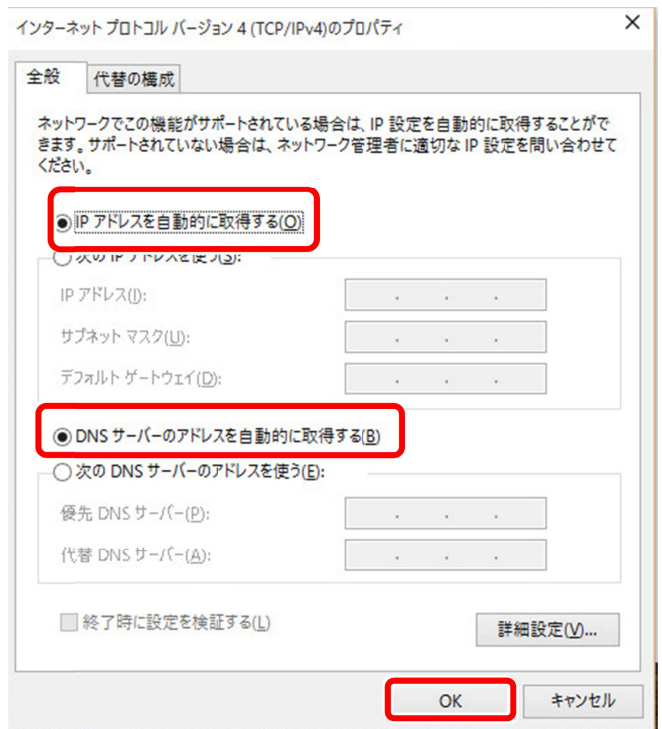 インターネット プロトコル バージョン 4 (TCP/IPv4)のプロパティ
全般
代替の構成
ネットワークでこの機能がサポートされている場合は、IP 設定を自動的に取得することがで
きます。サポートされていない場合は、ネットワーク管理者に適切な IP 設定を問い合わせて
ください。
IP アドレスを自動的に取得する(O)
次の IP アドレスを使う(S):
IP アドレス(I):
サブネット マスク(U):
デフォルト ゲートウェイ(D):
DNS サーバーのアドレスを自動的に取得する(B)
次の DNS サーバーのアドレスを使う(E):
優先 DNS サーバー(P):
代替 DNS サーバー(A):
終了時に設定を検証する(L)
詳細設定(V)...
OK
キャンセル